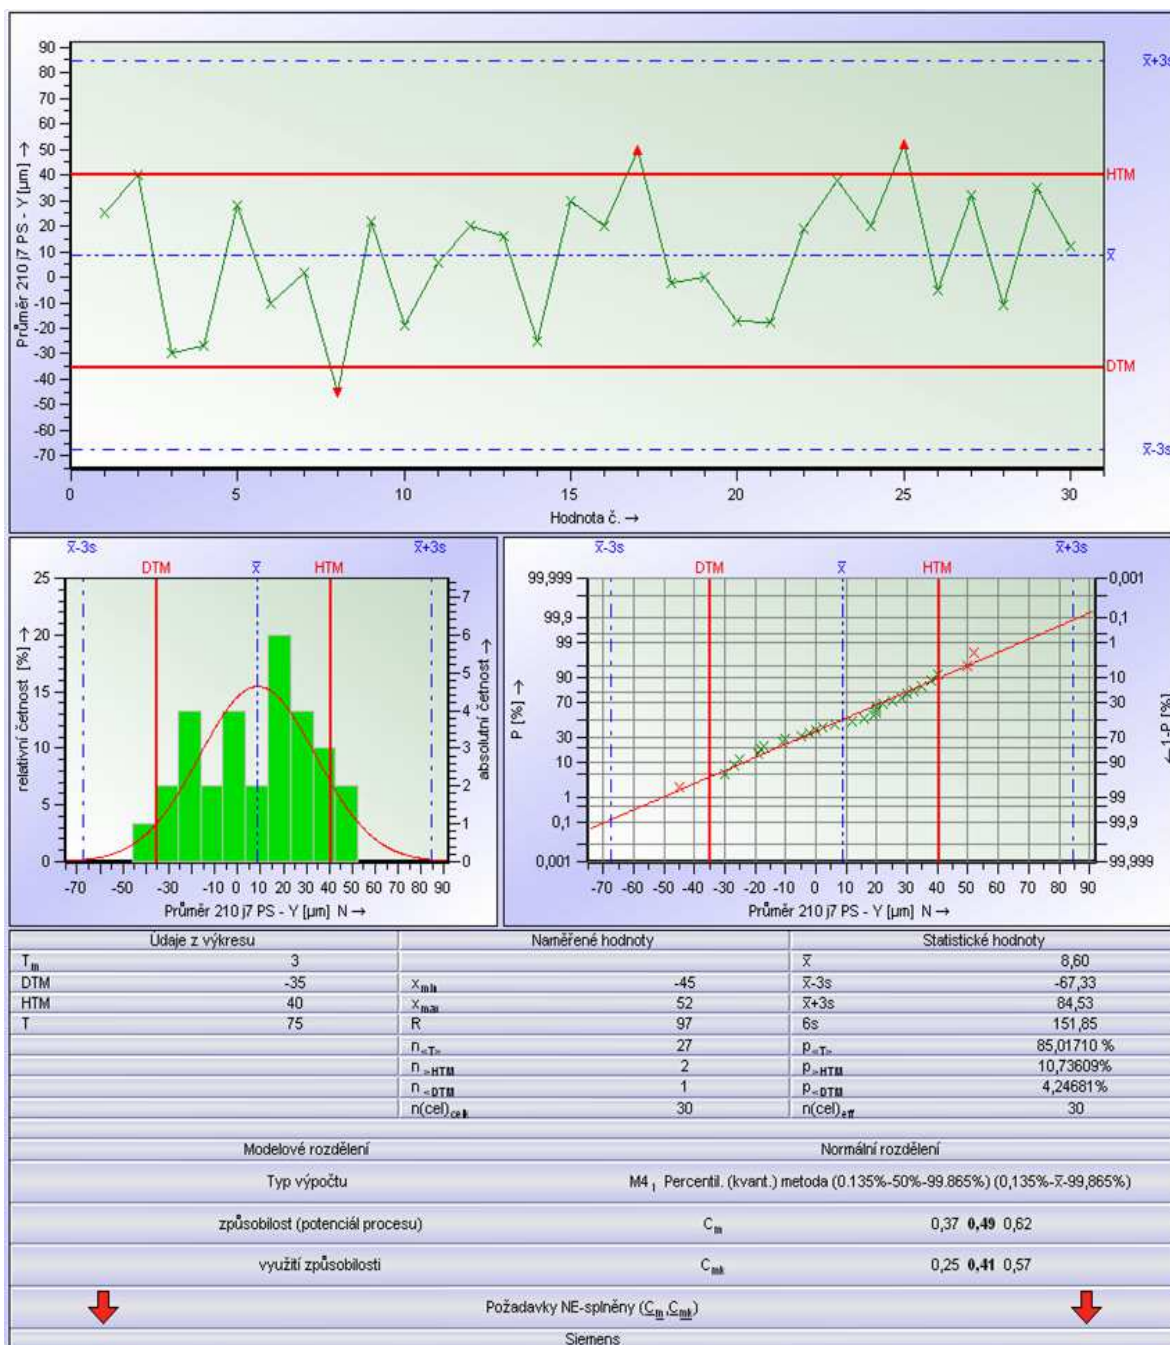 90
80
70
60
50
40
30
20
10
0
-10
-20
-30
-40
-50
-60
-70
Průměr 210 j7 PS - Y [µm] →
x̅+3s
HTM
x̅
DTM
x̅-3s
0 5 10 15 20 25 30
Hodnota č. →
x̅-3s x̅+3s
DTM x̅ HTM
25
20
15
10
5
0
relativní četnost [%] →
7
6
5
4
3
2
1
0
absolutní četnost →
-70 -50 -30 -10 0 10 20 30 40 50 60 70 90
Průměr 210 j7 PS - Y [µm] N →
x̅-3s x̅+3s
DTM x̅ HTM
99,999
99,9
99
90
70
30
10
1
0,1
0,001
P [%] →
0,001
0,1
1
10
30
70
90
99
99,9
99,999
← 1-P [%]
-70 -60 -50 -40 -30 -20 -10 0 10 20 30 40 50 60 70 80 90
Průměr 210 j7 PS - Y [µm] N →
Údaje z výkresu Naměřené hodnoty Statistické hodnoty
Tm 3 x̅ 8,60
DTM -35 xmin -45 x̅-3s -67,33
HTM 40 xmax 52 x̅+3s 84,53
T 75 R 97 6s 151,85
n<T> 27 p<T> 85,01710 %
n>HTM 2 p>HTM 10,73609%
n<DTM 1 p<DTM 4,24681%
n(cel)celk 30 n(cel)eff 30
Modelové rozdělení Normální rozdělení
Typ výpočtu M4 1 Percentil. (kvant.) metoda (0.135%-50%-99.865%) (0,135%-x̅-99,865%)
způsobilost (potenciál procesu) Cm 0,37 0,49 0,62
využití způsobilosti Cmk 0,25 0,41 0,57
Požadavky NE-splněny (Cm,Cmk)
Siemens